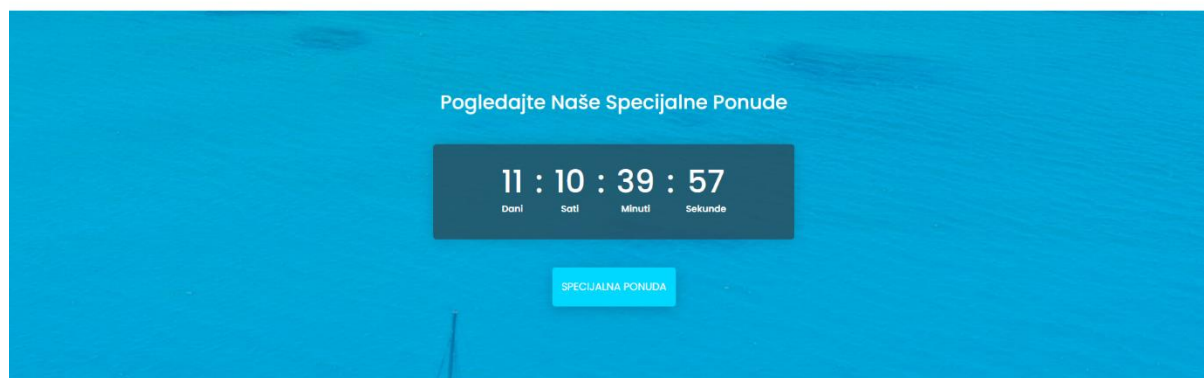 Pogledajte Naše Specijalne Ponude
11 : 10 : 39 : 57
Dani Sati Minuti Sekunde
SPECIJALNA PONUDA